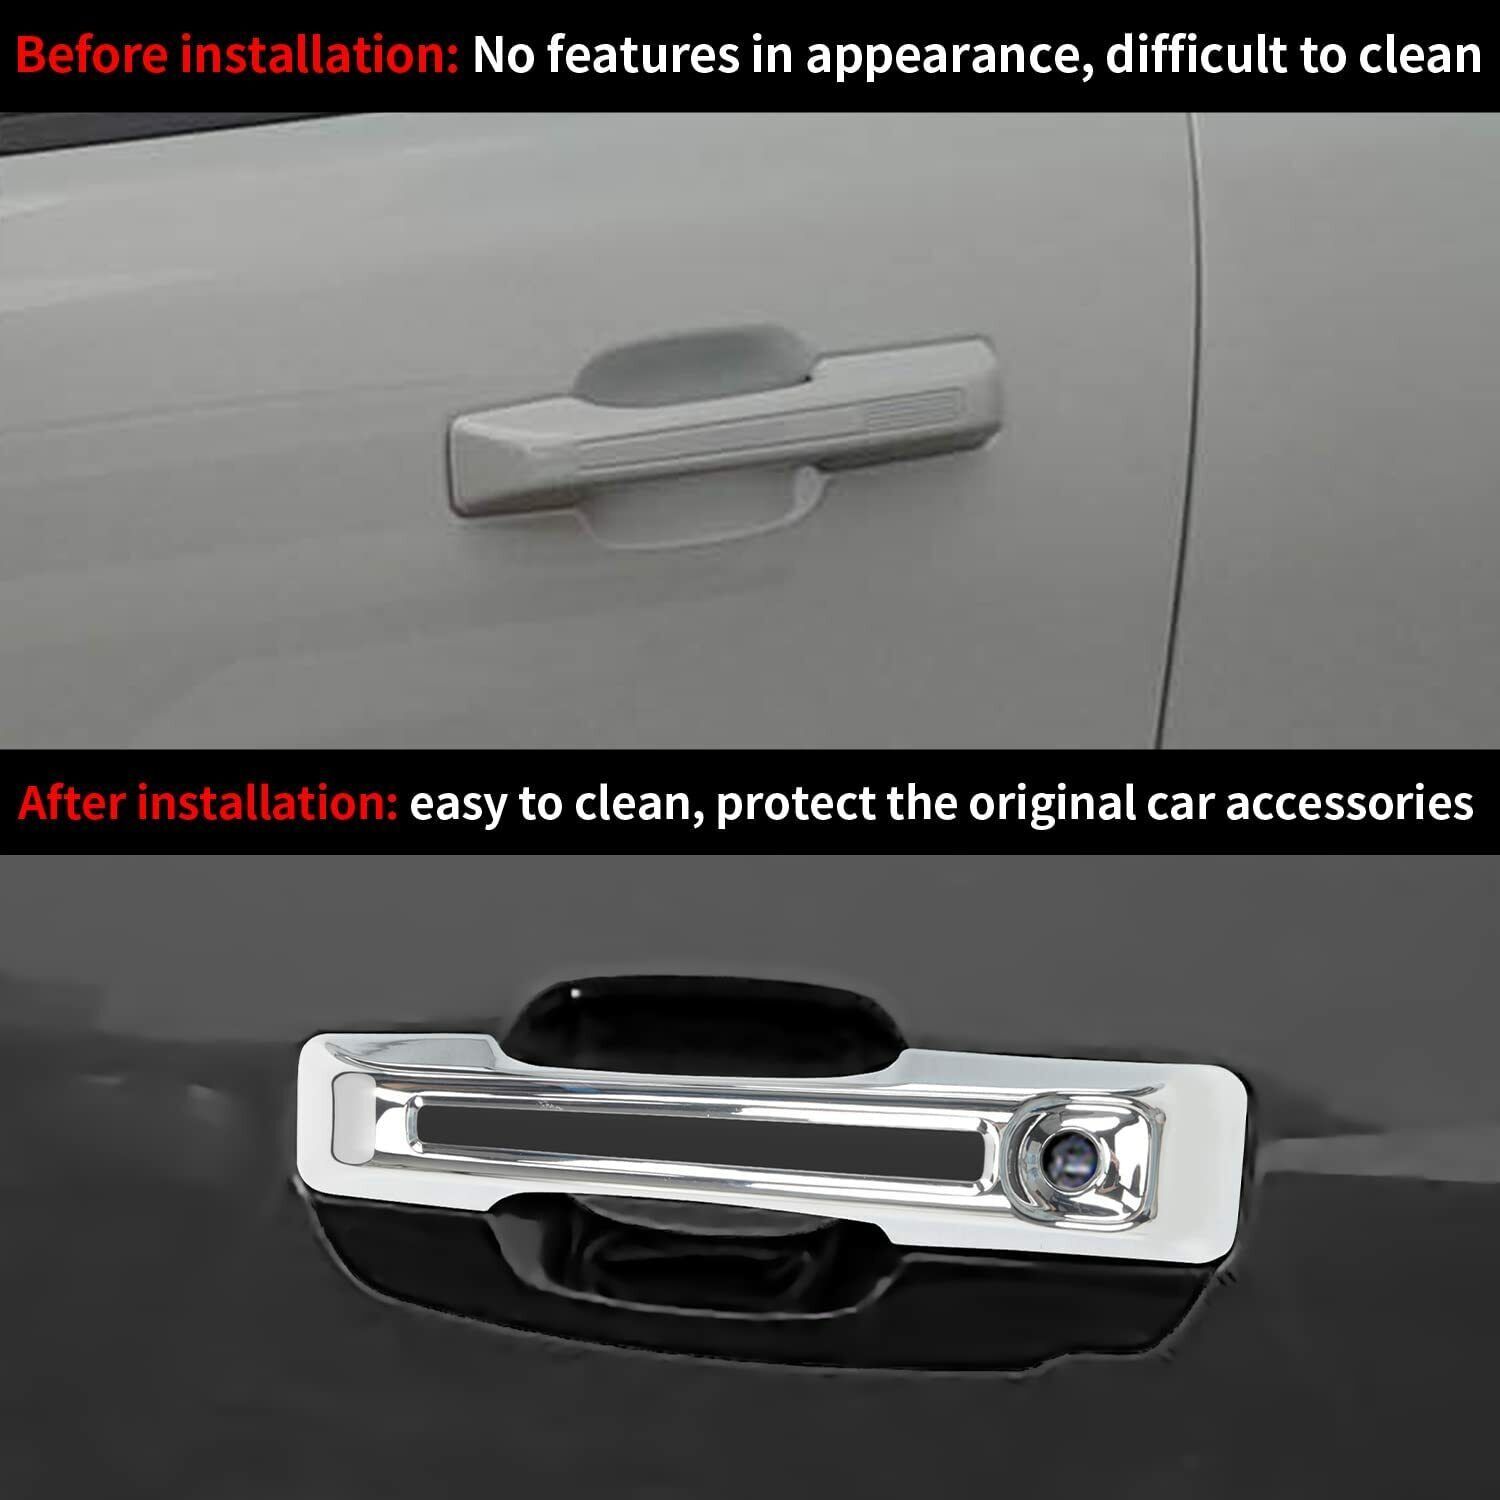 Before installation: No features in appearance, difficult to clean
After installation: easy to clean, protect the original car accessories